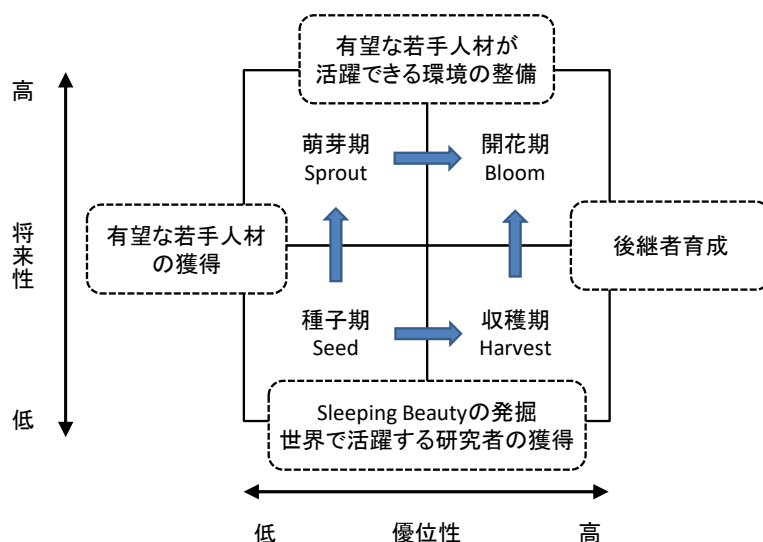 有望な若手人材が
活躍できる環境の整備
高
萌芽期
Sprout
開花期
Bloom
将来性
有望な若手人材
の獲得
後継者育成
種子期
Seed
収穫期
Harvest
低
Sleeping Beautyの発掘
世界で活躍する研究者の獲得
低
優位性
高